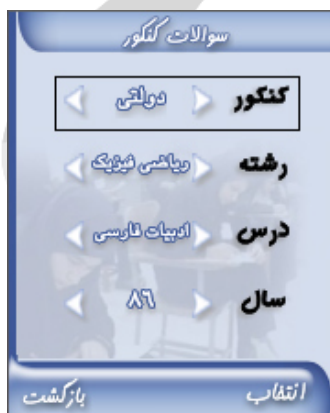 سوالات کنکور
کنکور دولتی
رشته ریاضی فیزیک
درس ادبیات فارسی
سال ۸۶
انتخاب بازگشت